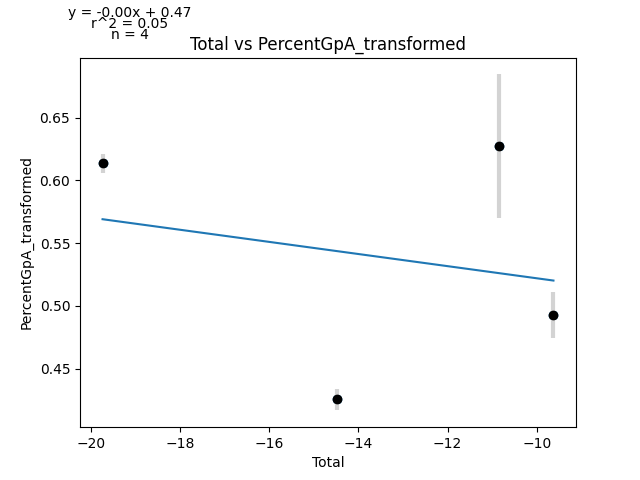 y = -0.00x + 0.47
r^2 = 0.05
n = 4
Total vs PercentGpA_transformed
PercentGpA_transformed
0.65
0.60
0.55
0.50
0.45
−20
−18
−16
−14
−12
−10
Total